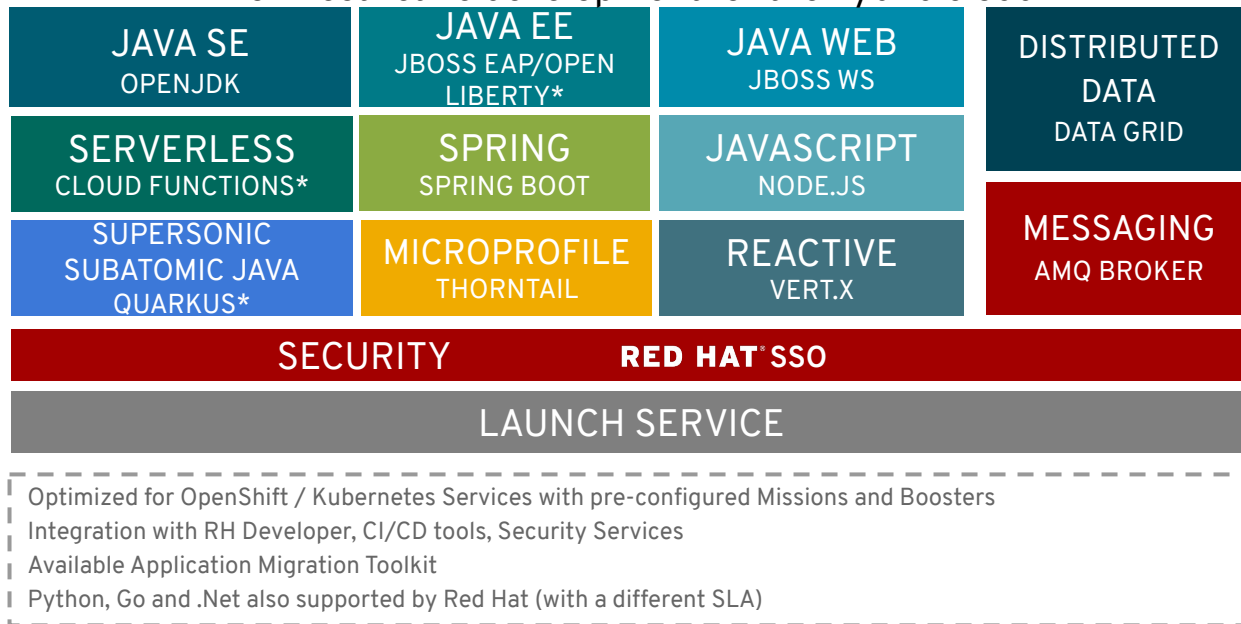 JAVA SE
OPENJDK
JAVA EE
JBOSS EAP/OPEN
LIBERTY*
JAVA WEB
JBOSS WS
DISTRIBUTED
DATA
DATA GRID
SERVERLESS
CLOUD FUNCTIONS*
SPRING
SPRING BOOT
JAVASCRIPT
NODE.JS
SUPERSONIC
SUBATOMIC JAVA
QUARKUS*
MICROPROFILE
THORNTAIL
REACTIVE
VERT.X
MESSAGING
AMQ BROKER
SECURITY RED HAT® SSO
LAUNCH SERVICE
Optimized for OpenShift / Kubernetes Services with pre-configured Missions and Boosters
Integration with RH Developer, CI/CD tools, Security Services
Available Application Migration Toolkit
Python, Go and .Net also supported by Red Hat (with a different SLA)